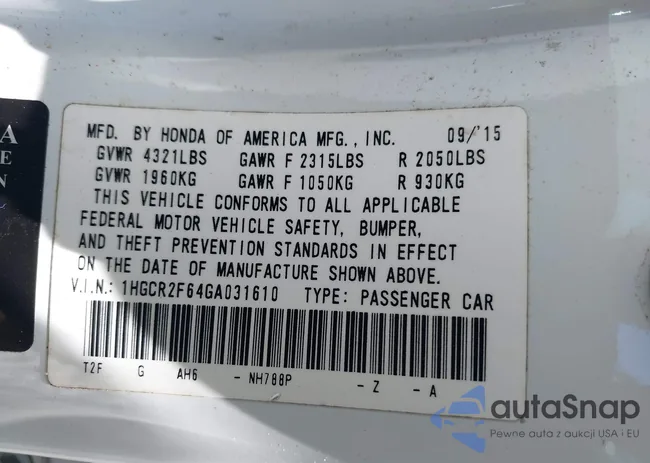 A
E
N
MFD. BY HONDA OF AMERICA MFG., INC. 09/'15
GVWR 4321LBS GAWR F 2315LBS R 2050LBS
GVWR 1960KG GAWR F 1050KG R 930KG
THIS VEHICLE CONFORMS TO ALL APPLICABLE
FEDERAL MOTOR VEHICLE SAFETY, BUMPER,
AND THEFT PREVENTION STANDARDS IN EFFECT
ON THE DATE OF MANUFACTURE SHOWN ABOVE.
V.I.N.: 1HGCR2F64GA031610 TYPE: PASSENGER CAR
T2F G AH6 - NH788P - Z - A
autaSnap
Pewne auta z aukcji USA i EU